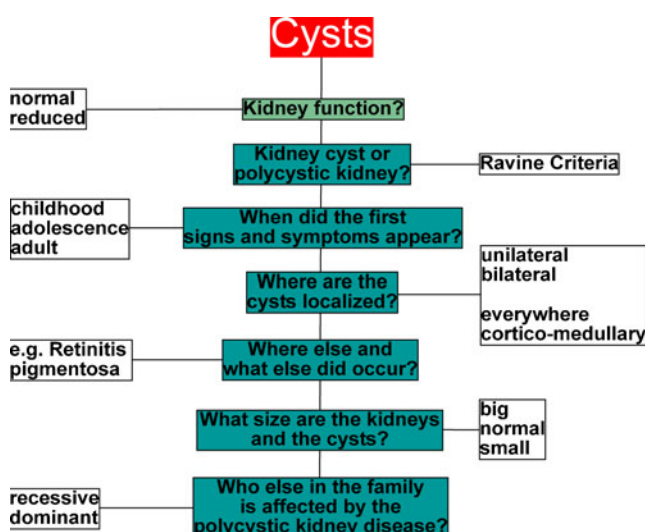 Cysts
normal
reduced
Kidney function?
Kidney cyst or
polycystic kidney?
Ravine Criteria
childhood
adolescence
adult
When did the first
signs and symptoms appear?
unilateral
bilateral
everywhere
cortico-medullary
Where are the
cysts localized?
e.g. Retinitis
pigmentosa
Where else and
what else did occur?
What size are the kidneys
and the cysts?
big
normal
small
recessive
dominant
Who else in the family
is affected by the
polycystic kidney disease?